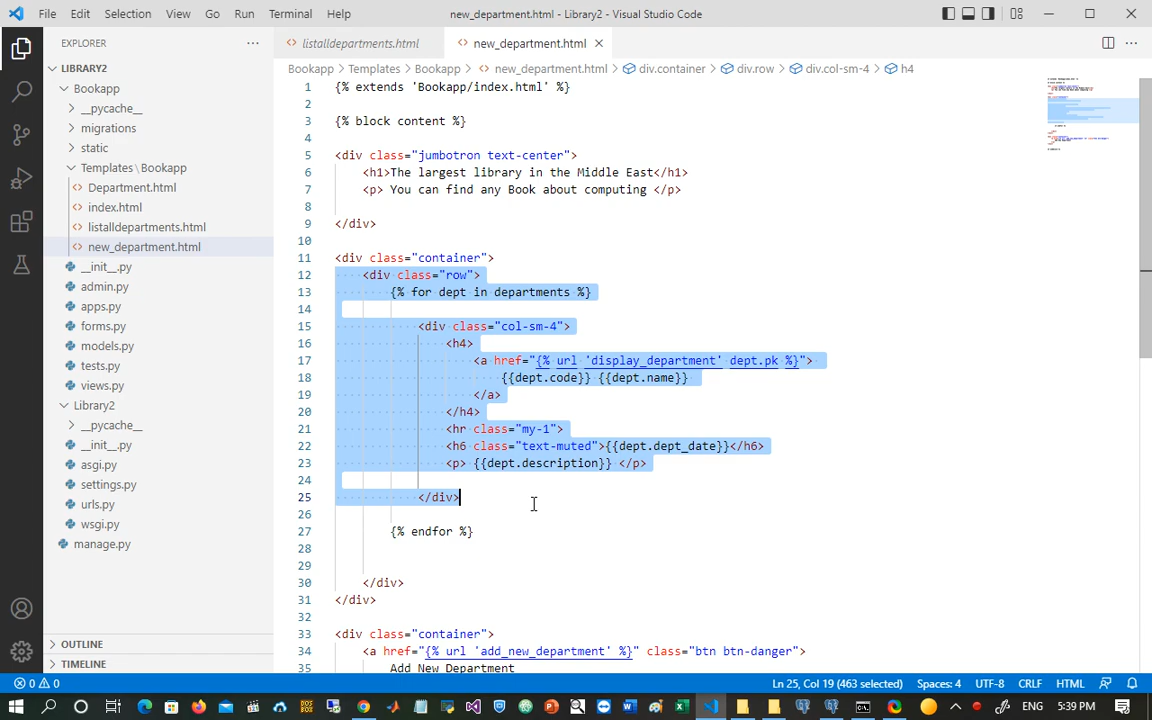 File Edit Selection View Go Run Terminal Help new_department.html - Library2 - Visual Studio Code
EXPLORER
listalldepartments.html
new_department.html
LIBRARY2
Bookapp > Templates > Bookapp > new_department.html > div.container > div.row > div.col-sm-4 > h4
Bookapp
__pycache__
migrations
static
Templates \ Bookapp
Department.html
index.html
listalldepartments.html
new_department.html
__init__.py
admin.py
apps.py
forms.py
models.py
tests.py
views.py
Library2
__pycache__
__init__.py
asgi.py
settings.py
urls.py
wsgi.py
manage.py
OUTLINE
TIMELINE
1 {% extends 'Bookapp/index.html' %}
2
3 {% block content %}
4
5 <div class="jumbotron text-center">
6 <h1>The largest library in the Middle East</h1>
7 <p> You can find any Book about computing </p>
8
9 </div>
10
11 <div class="container">
12 <div class="row">
13 {% for dept in departments %}
14
15 <div class="col-sm-4">
16 <h4>
17 <a href="{% url 'display_department' dept.pk %}">
18 {{dept.code}} {{dept.name}}
19 </a>
20 </h4>
21 <hr class="my-1">
22 <h6 class="text-muted">{{dept.dept_date}}</h6>
23 <p> {{dept.description}} </p>
24
25 </div>
26
27 {% endfor %}
28
29
30 </div>
31 </div>
32
33 <div class="container">
34 <a href="{% url 'add_new_department' %}" class="btn btn-danger">
35 Add New Department
0 0 Ln 25, Col 19 (463 selected) Spaces: 4 UTF-8 CRLF HTML
ENG 5:39 PM